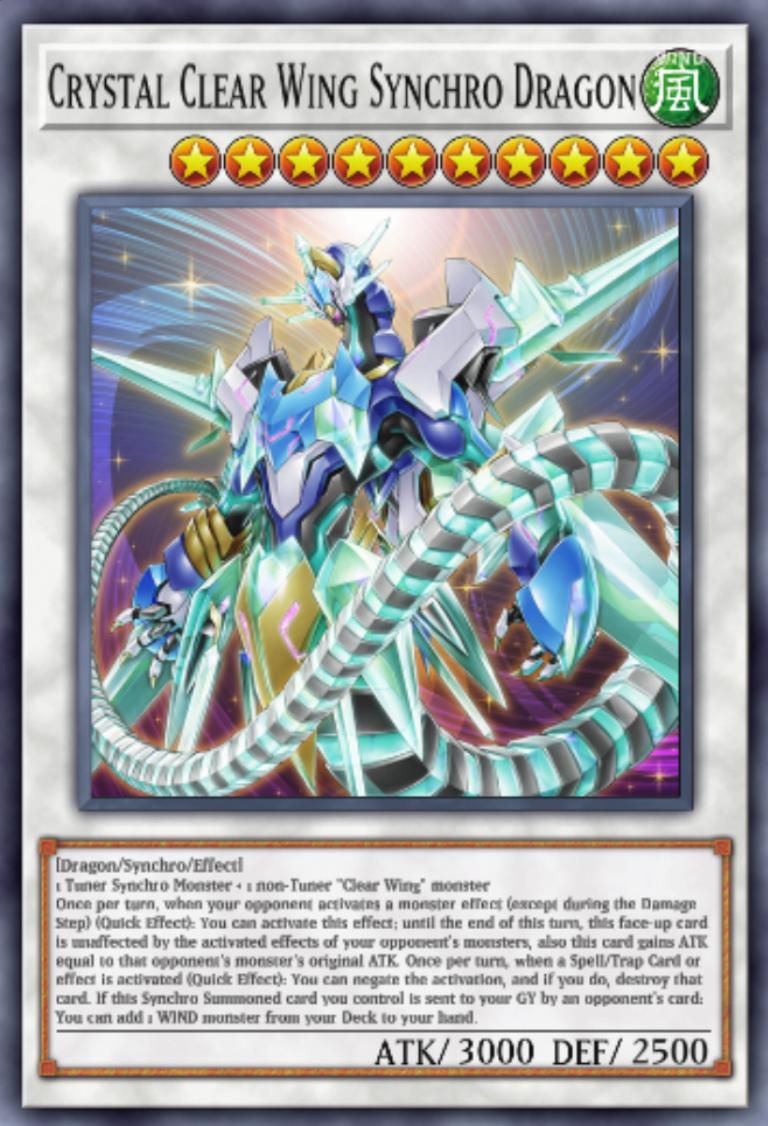 CRYSTAL CLEAR WING SYNCHRO DRAGON
WIND
風
[Dragon/Synchro/Effect]
1 Tuner Synchro Monster + 1 non-Tuner "Clear Wing" monster
Once per turn, when your opponent activates a monster effect (except during the Damage
Step) (Quick Effect): You can activate this effect; until the end of this turn, this face-up card
is unaffected by the activated effects of your opponent's monsters, also this card gains ATK
equal to that opponent's monster's original ATK. Once per turn, when a Spell/Trap Card or
effect is activated (Quick Effect): You can negate the activation, and if you do, destroy that
card. If this Synchro Summoned card you control is sent to your GY by an opponent's card:
You can add 1 WIND monster from your Deck to your hand.
ATK/ 3000 DEF/ 2500